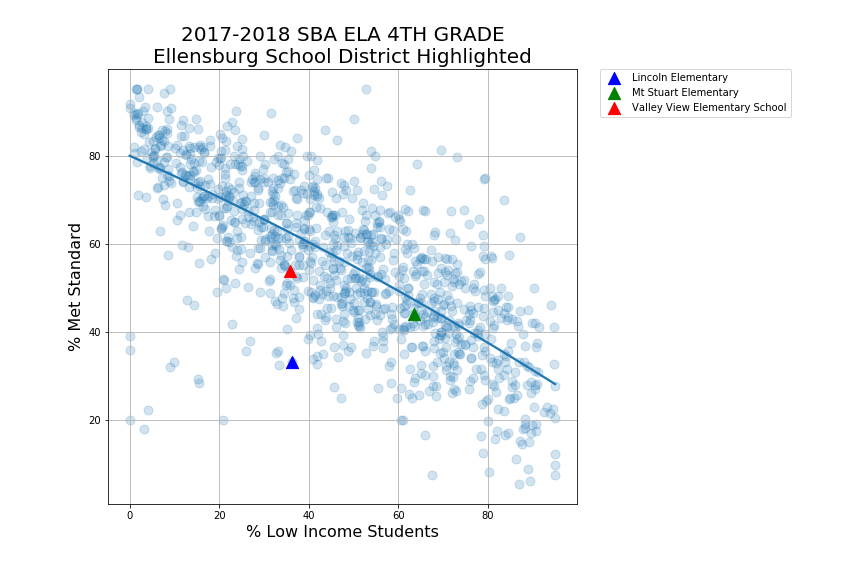 2017-2018 SBA ELA 4TH GRADE
Ellensburg School District Highlighted
Lincoln Elementary
Mt Stuart Elementary
Valley View Elementary School
% Met Standard
80
60
40
20
0 20 40 60 80
% Low Income Students